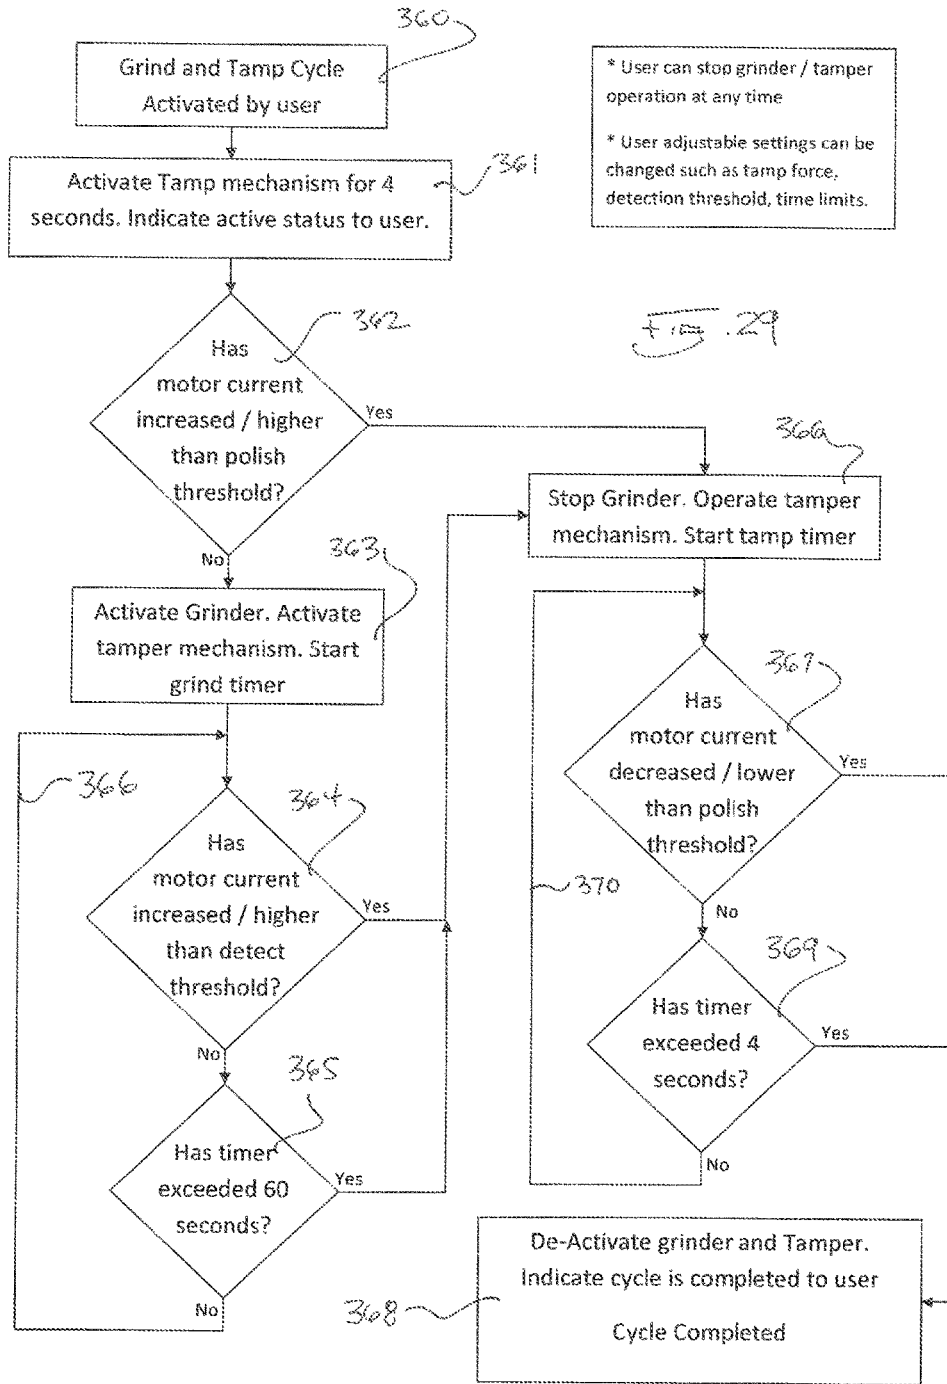 360
Grind and Tamp Cycle
Activated by user
* User can stop grinder / tamper
operation at any time
* User adjustable settings can be
changed such as tamp force,
detection threshold, time limits.
361
Activate Tamp mechanism for 4
seconds. Indicate active status to user.
362
Fig. 29
Has
motor current
increased / higher
than polish
threshold?
Yes
No
366a
Stop Grinder. Operate tamper
mechanism. Start tamp timer
363
Activate Grinder. Activate
tamper mechanism. Start
grind timer
366
364
Has
motor current
increased / higher
than detect
threshold?
Yes
No
367
Has
motor current
decreased / lower
than polish
threshold?
Yes
No
370
365
Has timer
exceeded 60
seconds?
Yes
No
369
Has timer
exceeded 4
seconds?
Yes
No
368
De-Activate grinder and Tamper.
Indicate cycle is completed to user
Cycle Completed